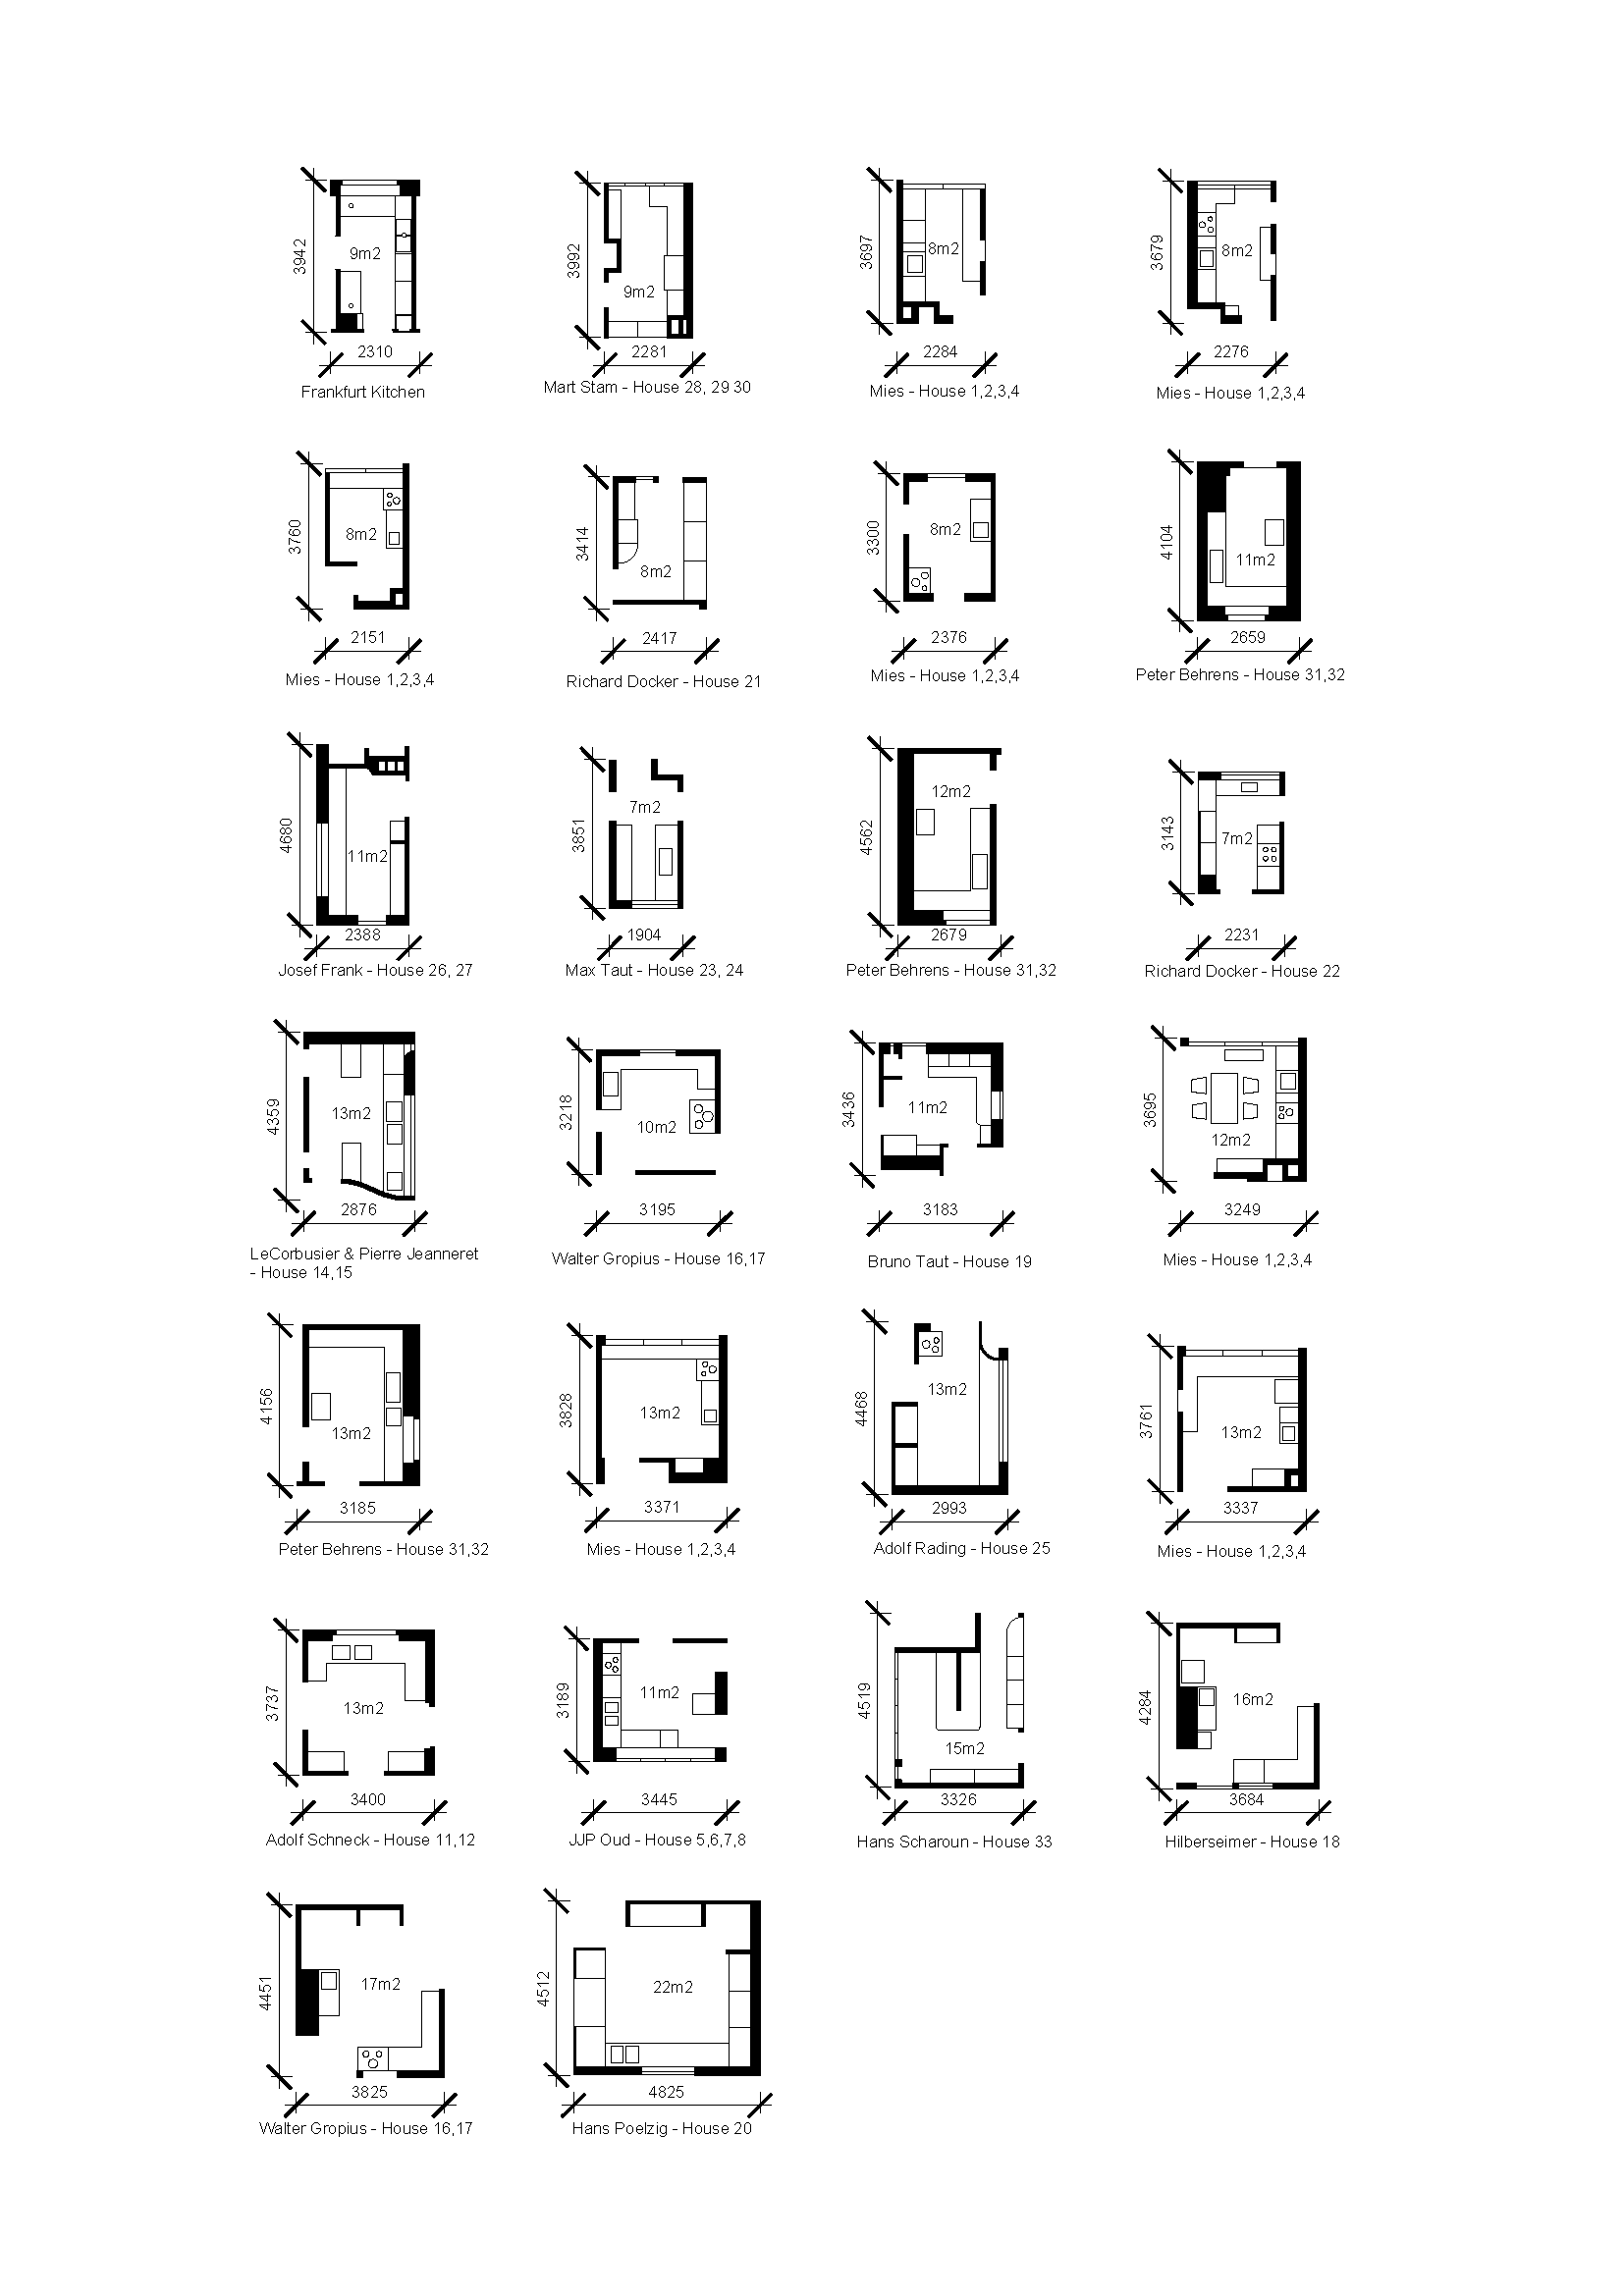 3942
9m2
2310
Frankfurt Kitchen
3992
9m2
2281
Mart Stam - House 28, 29 30
3697
8m2
2284
Mies - House 1,2,3,4
3679
8m2
2276
Mies - House 1,2,3,4
3760
8m2
2151
Mies - House 1,2,3,4
3414
8m2
2417
Richard Docker - House 21
3300
8m2
2376
Mies - House 1,2,3,4
4104
11m2
2659
Peter Behrens - House 31,32
4680
11m2
2388
Josef Frank - House 26, 27
3851
7m2
1904
Max Taut - House 23, 24
4562
12m2
2679
Peter Behrens - House 31,32
3143
7m2
2231
Richard Docker - House 22
4359
13m2
2876
LeCorbusier & Pierre Jeanneret
- House 14,15
3218
10m2
3195
Walter Gropius - House 16,17
3436
11m2
3183
Bruno Taut - House 19
3695
12m2
3249
Mies - House 1,2,3,4
4156
13m2
3185
Peter Behrens - House 31,32
3828
13m2
3371
Mies - House 1,2,3,4
4468
13m2
2993
Adolf Rading - House 25
3761
13m2
3337
Mies - House 1,2,3,4
3737
13m2
3400
Adolf Schneck - House 11,12
3189
11m2
3445
JJP Oud - House 5,6,7,8
4519
15m2
3326
Hans Scharoun - House 33
4284
16m2
3684
Hilberseimer - House 18
4451
17m2
3825
Walter Gropius - House 16,17
4512
22m2
4825
Hans Poelzig - House 20